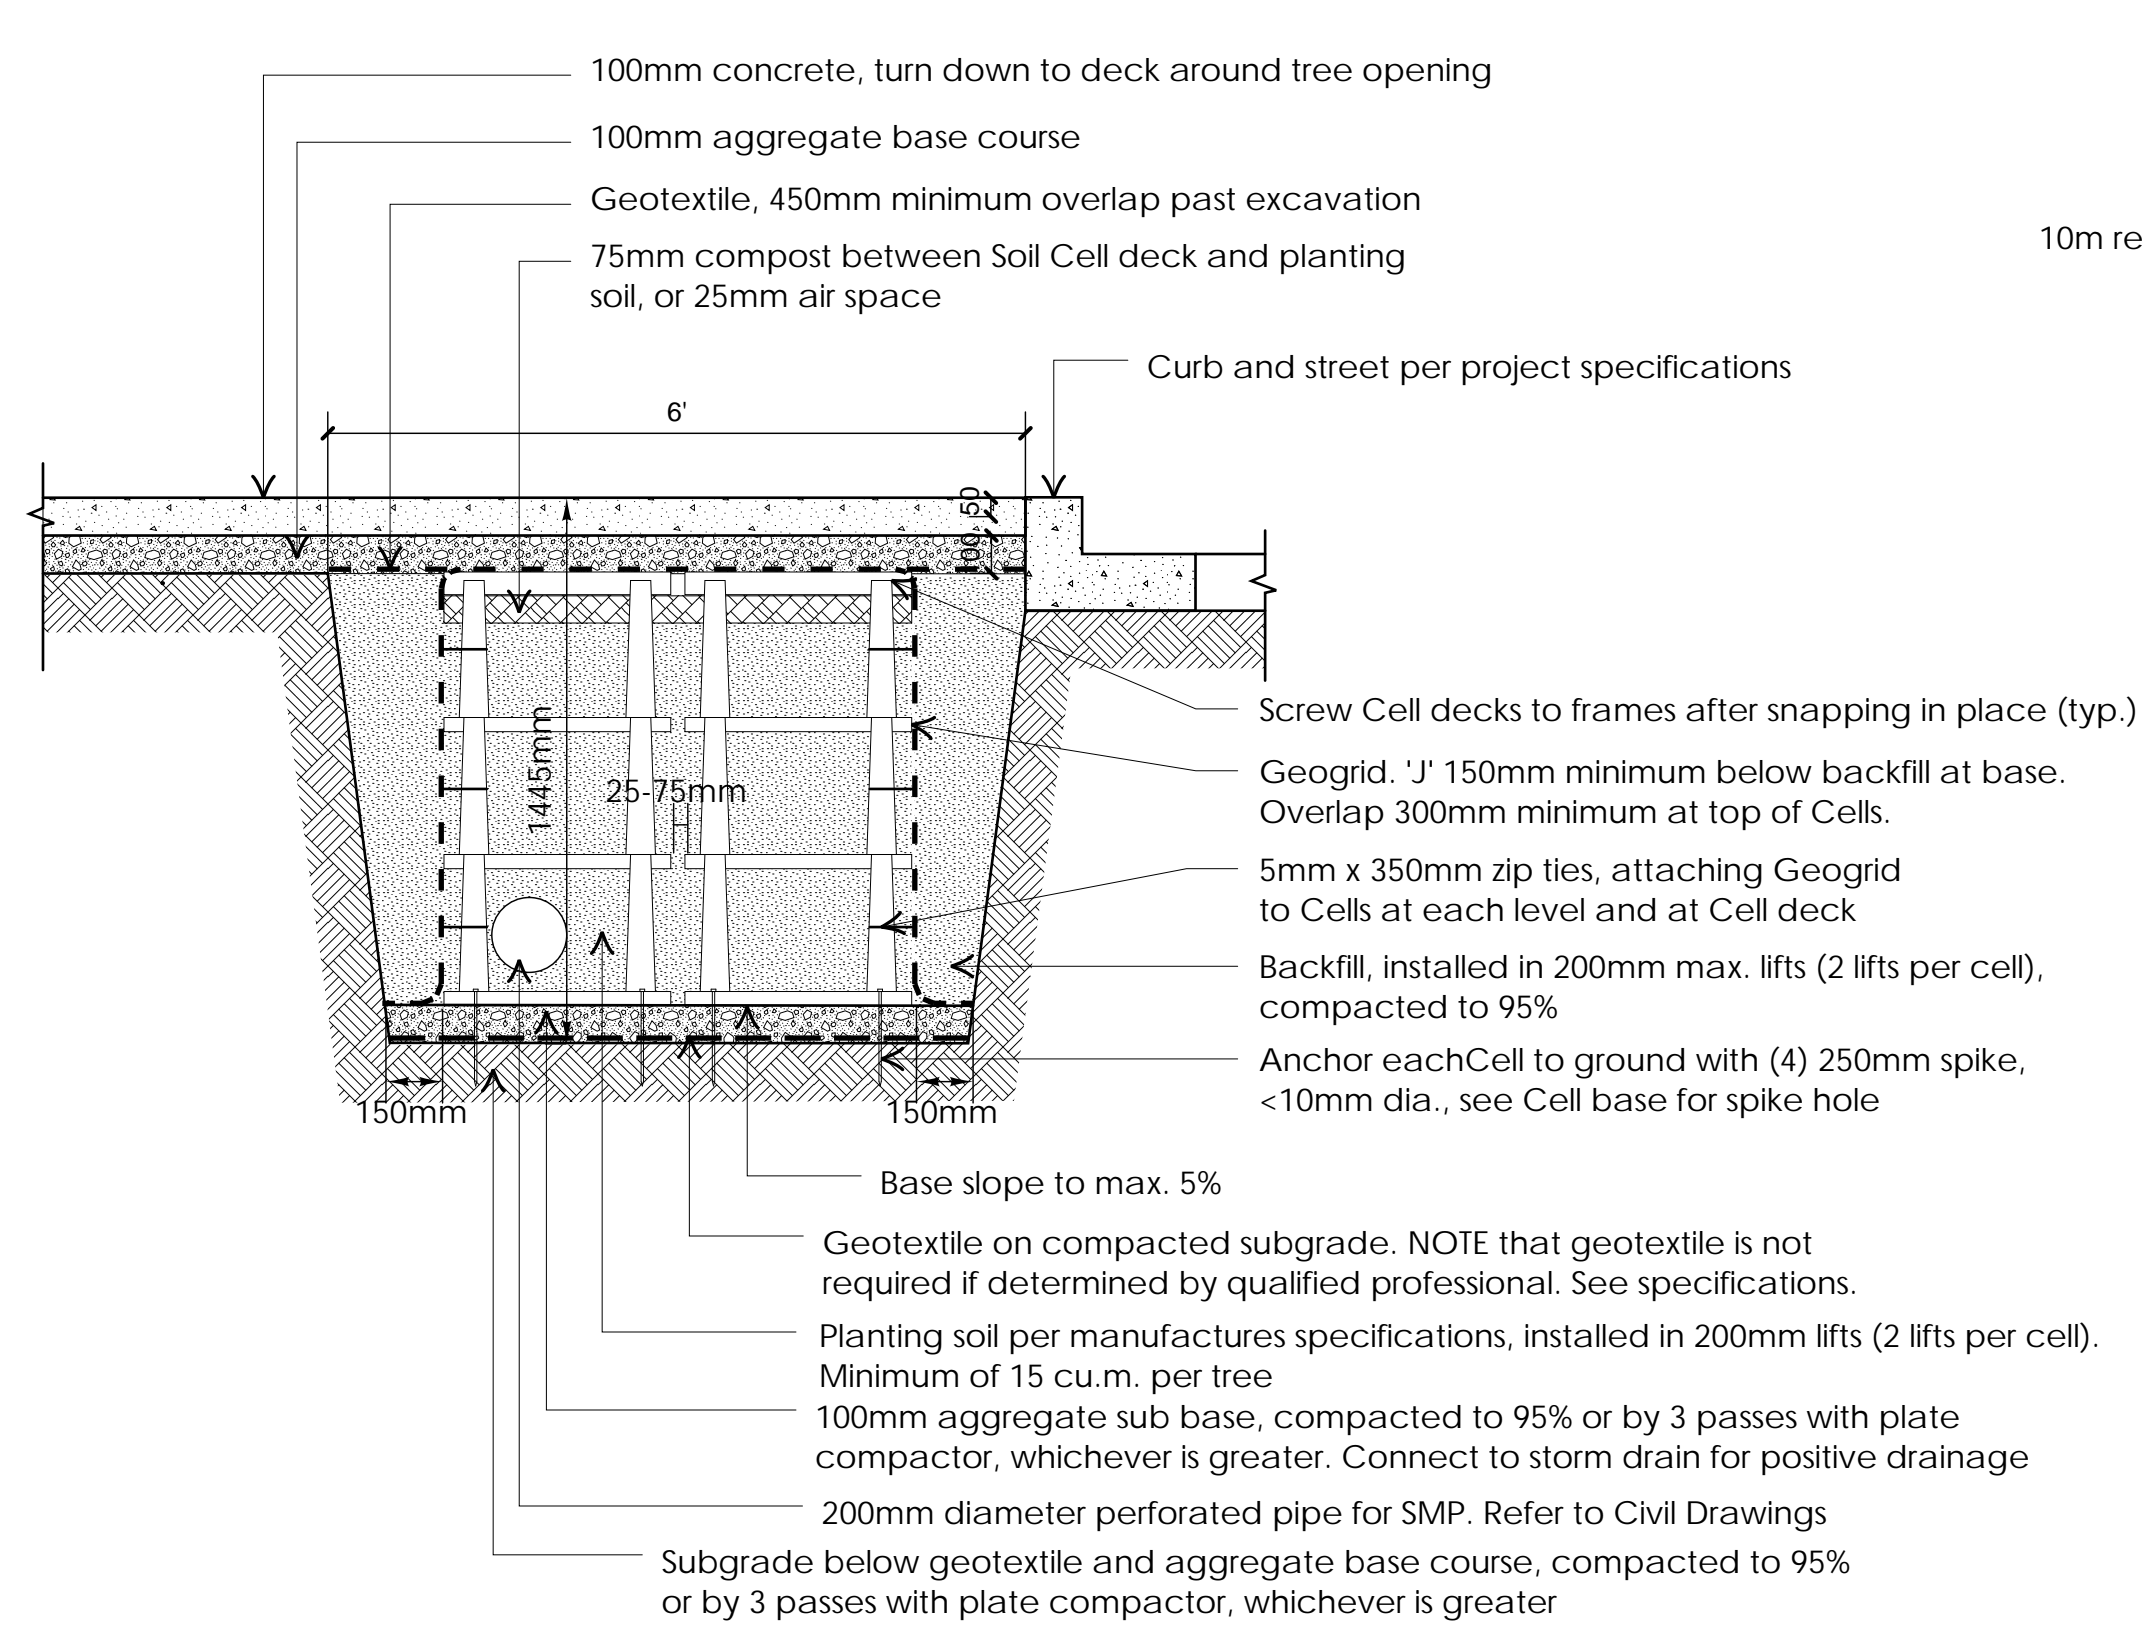 100mm concrete, turn down to deck around tree opening
100mm aggregate base course
Geotextile, 450mm minimum overlap past excavation
10m re
75mm compost between Soil Cell deck and planting
soil, or 25mm air space
Curb and street per project specifications
6'
50
100
Screw Cell decks to frames after snapping in place (typ.)
1445mm
25-75mm
Geogrid. 'J' 150mm minimum below backfill at base.
Overlap 300mm minimum at top of Cells.
5mm x 350mm zip ties, attaching Geogrid
to Cells at each level and at Cell deck
Backfill, installed in 200mm max. lifts (2 lifts per cell),
compacted to 95%
Anchor eachCell to ground with (4) 250mm spike,
<10mm dia., see Cell base for spike hole
150mm
150mm
Base slope to max. 5%
Geotextile on compacted subgrade. NOTE that geotextile is not
required if determined by qualified professional. See specifications.
Planting soil per manufactures specifications, installed in 200mm lifts (2 lifts per cell).
Minimum of 15 cu.m. per tree
100mm aggregate sub base, compacted to 95% or by 3 passes with plate
compactor, whichever is greater. Connect to storm drain for positive drainage
200mm diameter perforated pipe for SMP. Refer to Civil Drawings
Subgrade below geotextile and aggregate base course, compacted to 95%
or by 3 passes with plate compactor, whichever is greater